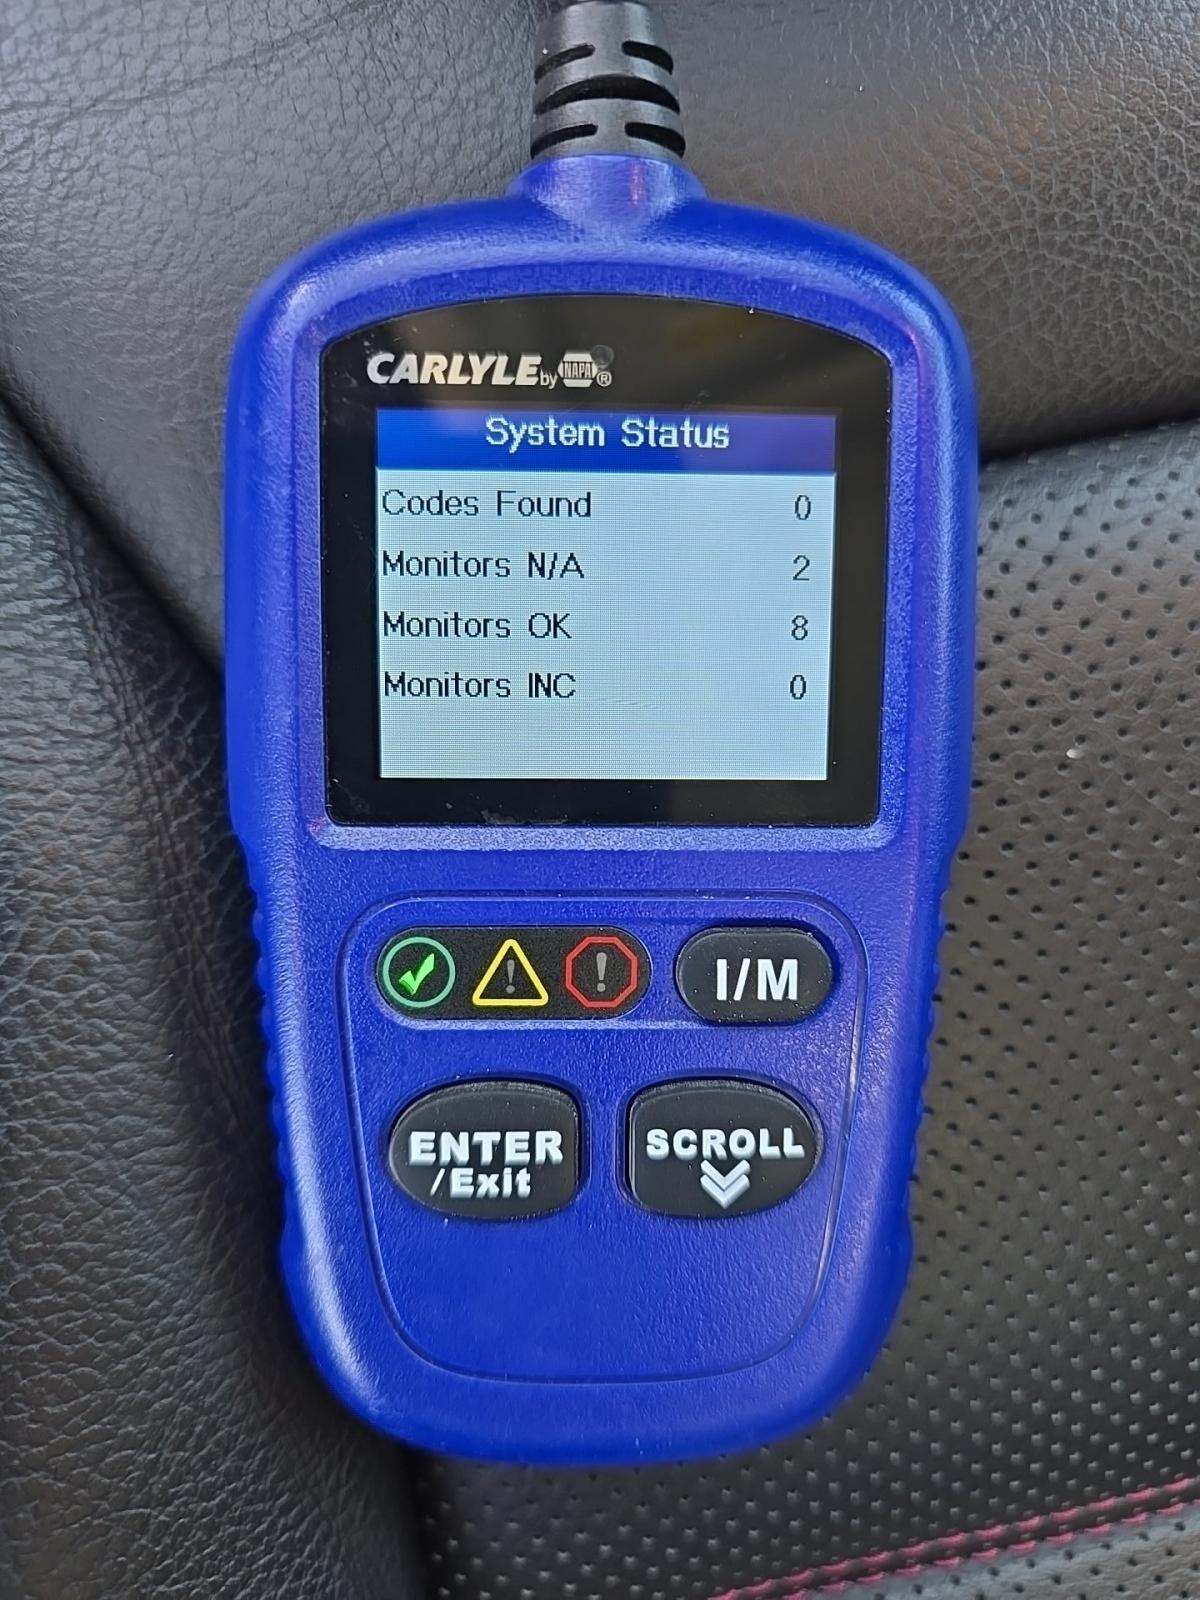 CARLYLE by NAPA®
System Status
Codes Found 0
Monitors N/A 2
Monitors OK 8
Monitors INC 0
! !
I/M
ENTER SCROLL
/Exit